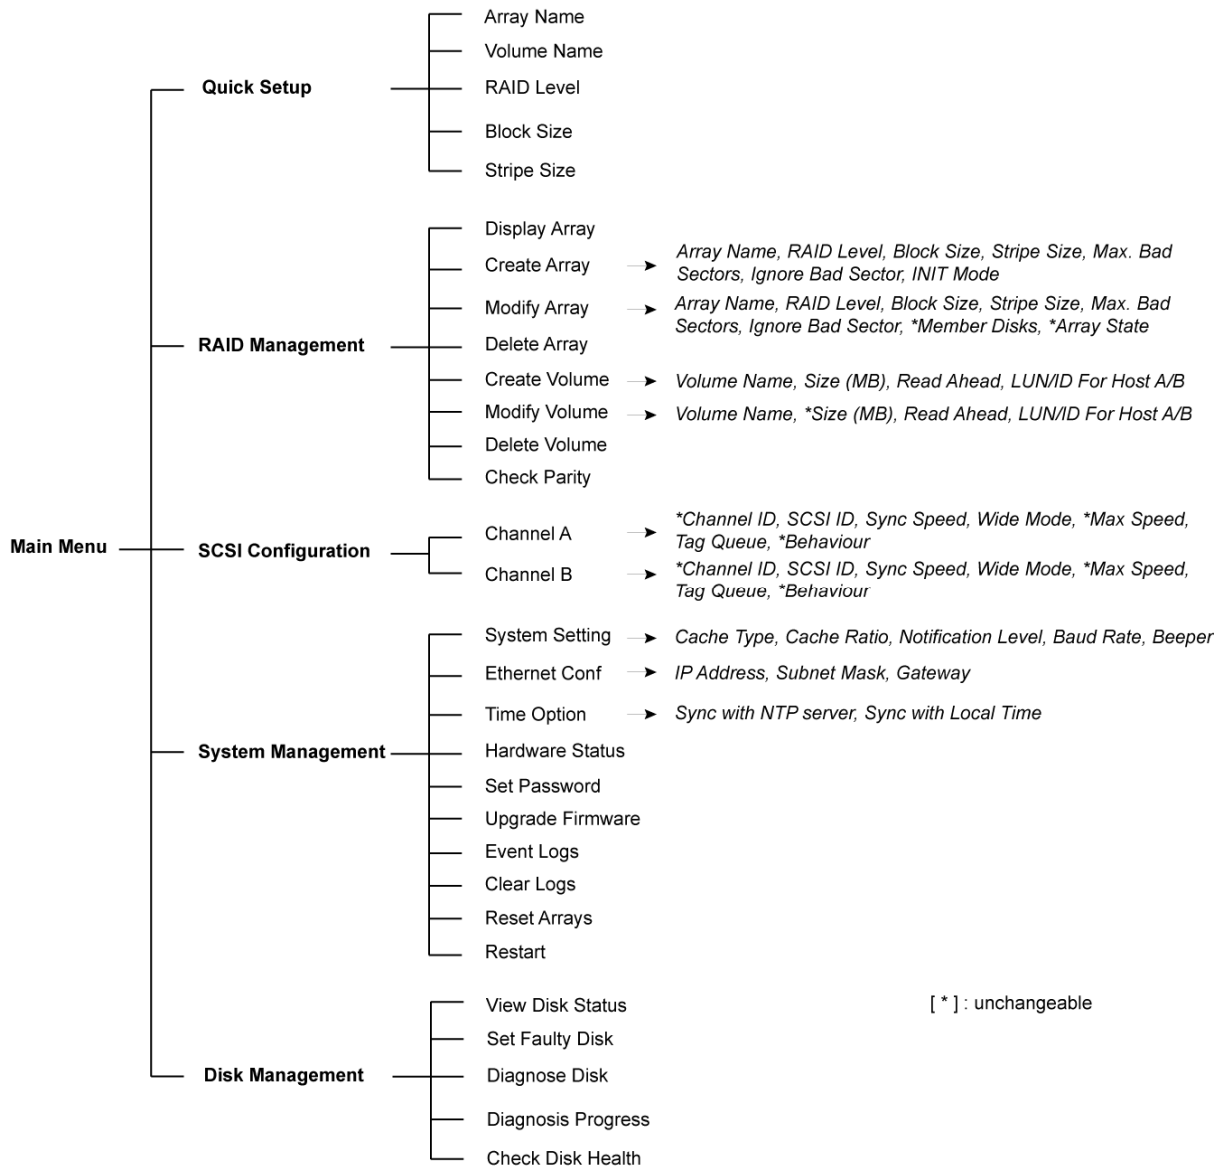 Array Name
Volume Name
Quick Setup
RAID Level
Block Size
Stripe Size
Display Array
Create Array
Array Name, RAID Level, Block Size, Stripe Size, Max. Bad
Sectors, Ignore Bad Sector, INIT Mode
Modify Array
Array Name, RAID Level, Block Size, Stripe Size, Max. Bad
Sectors, Ignore Bad Sector, *Member Disks, *Array State
RAID Management
Delete Array
Create Volume
Volume Name, Size (MB), Read Ahead, LUN/ID For Host A/B
Modify Volume
Volume Name, *Size (MB), Read Ahead, LUN/ID For Host A/B
Delete Volume
Check Parity
Main Menu
SCSI Configuration
Channel A
*Channel ID, SCSI ID, Sync Speed, Wide Mode, *Max Speed,
Tag Queue, *Behaviour
Channel B
*Channel ID, SCSI ID, Sync Speed, Wide Mode, *Max Speed,
Tag Queue, *Behaviour
System Setting
Cache Type, Cache Ratio, Notification Level, Baud Rate, Beeper
Ethernet Conf
IP Address, Subnet Mask, Gateway
Time Option
Sync with NTP server, Sync with Local Time
System Management
Hardware Status
Set Password
Upgrade Firmware
Event Logs
Clear Logs
Reset Arrays
Restart
View Disk Status
[ * ] : unchangeable
Set Faulty Disk
Disk Management
Diagnose Disk
Diagnosis Progress
Check Disk Health